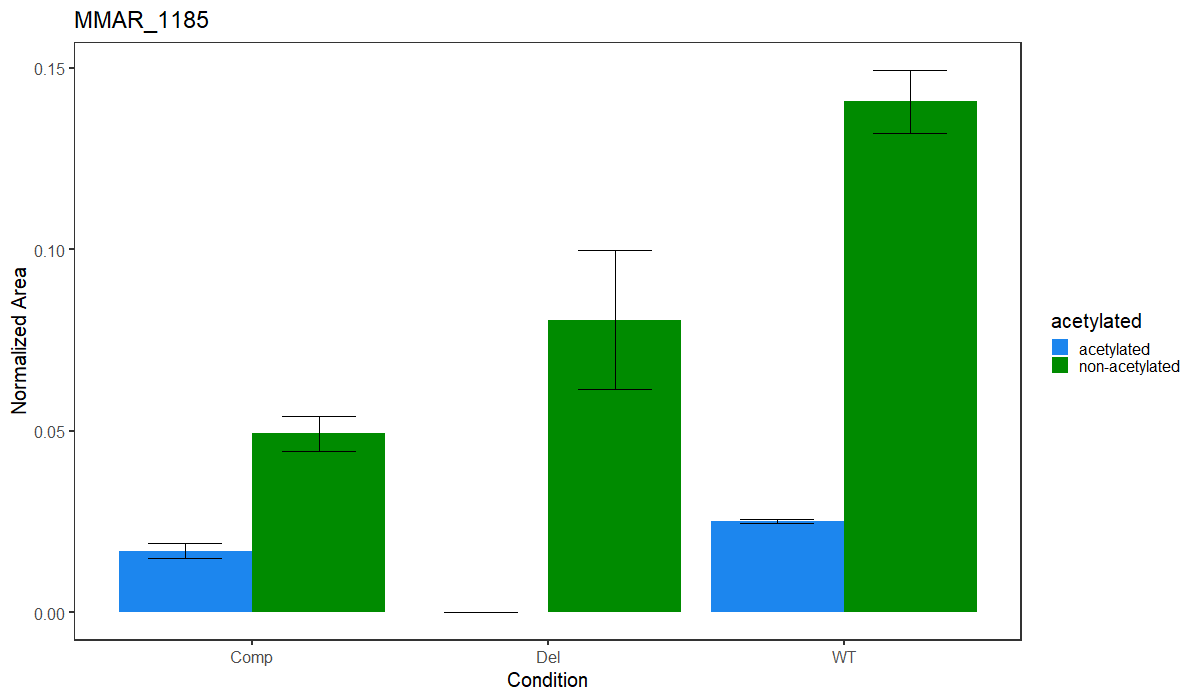 MMAR_1185
0.15
0.10
0.05
0.00
Normalized Area
Comp
Del
WT
Condition
acetylated
acetylated
non-acetylated